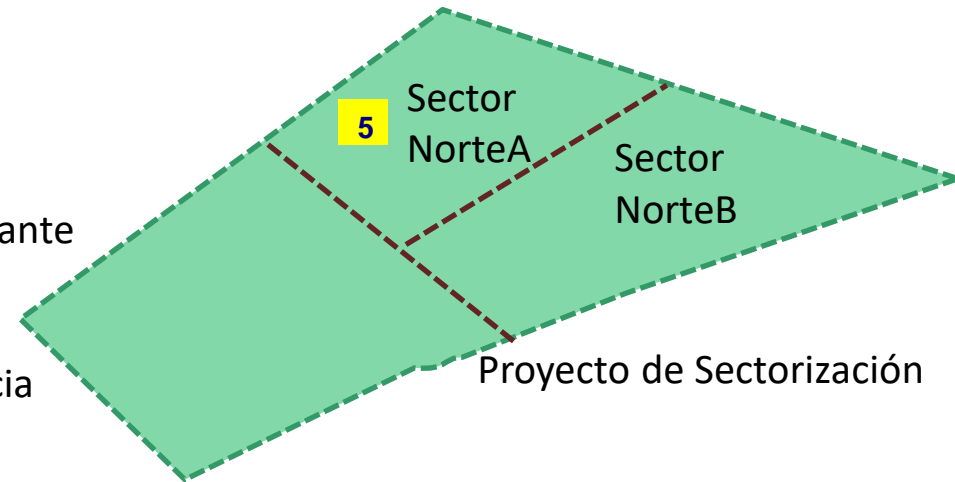 Sector
5
NorteA
Sector
NorteB
ante
cia
Proyecto de Sectorización